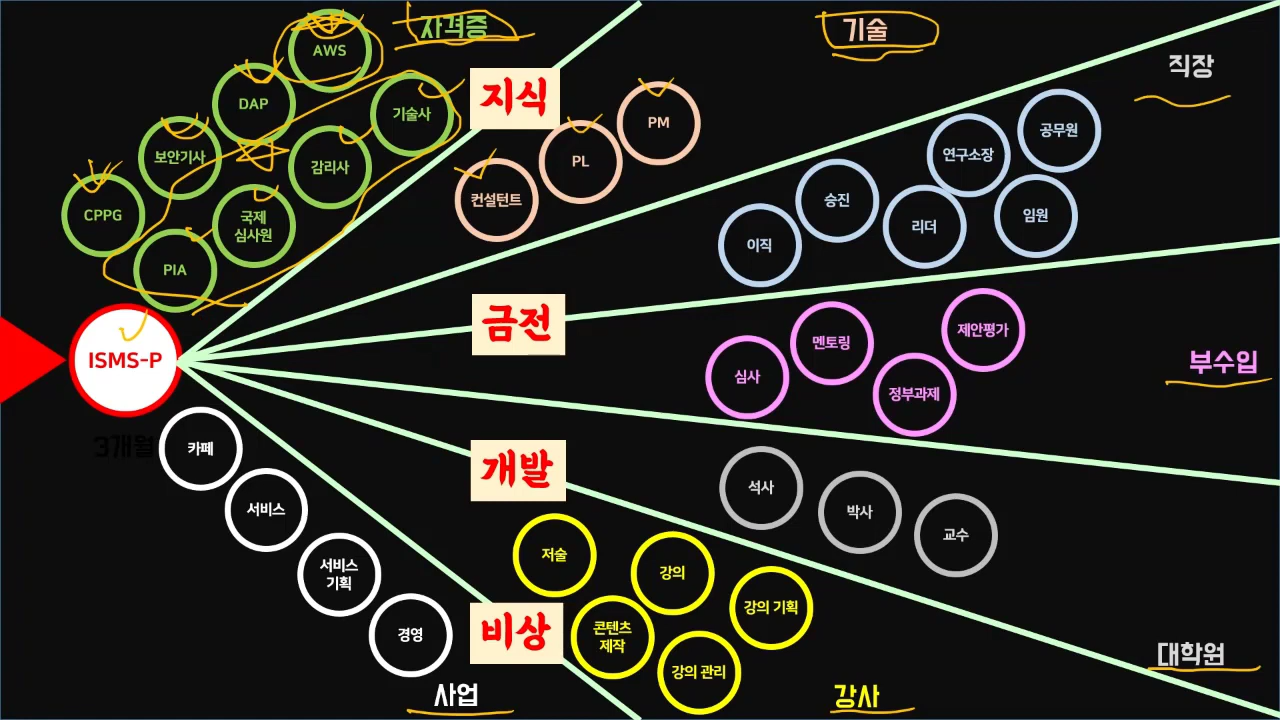 자격증
기술
직장
AWS
DAP
보안기사
CPPG
기술사
감리사
국제
심사원
PIA
지식
PM
PL
컨설턴트
공무원
연구소장
승진
임원
리더
이직
금전
제안평가
멘토링
심사
정부과제
부수입
ISMS-P
3개월
카페
서비스
서비스
기획
경영
사업
개발
석사
박사
교수
대학원
저술
강의
강의 기획
콘텐츠
제작
강의 관리
비상
강사